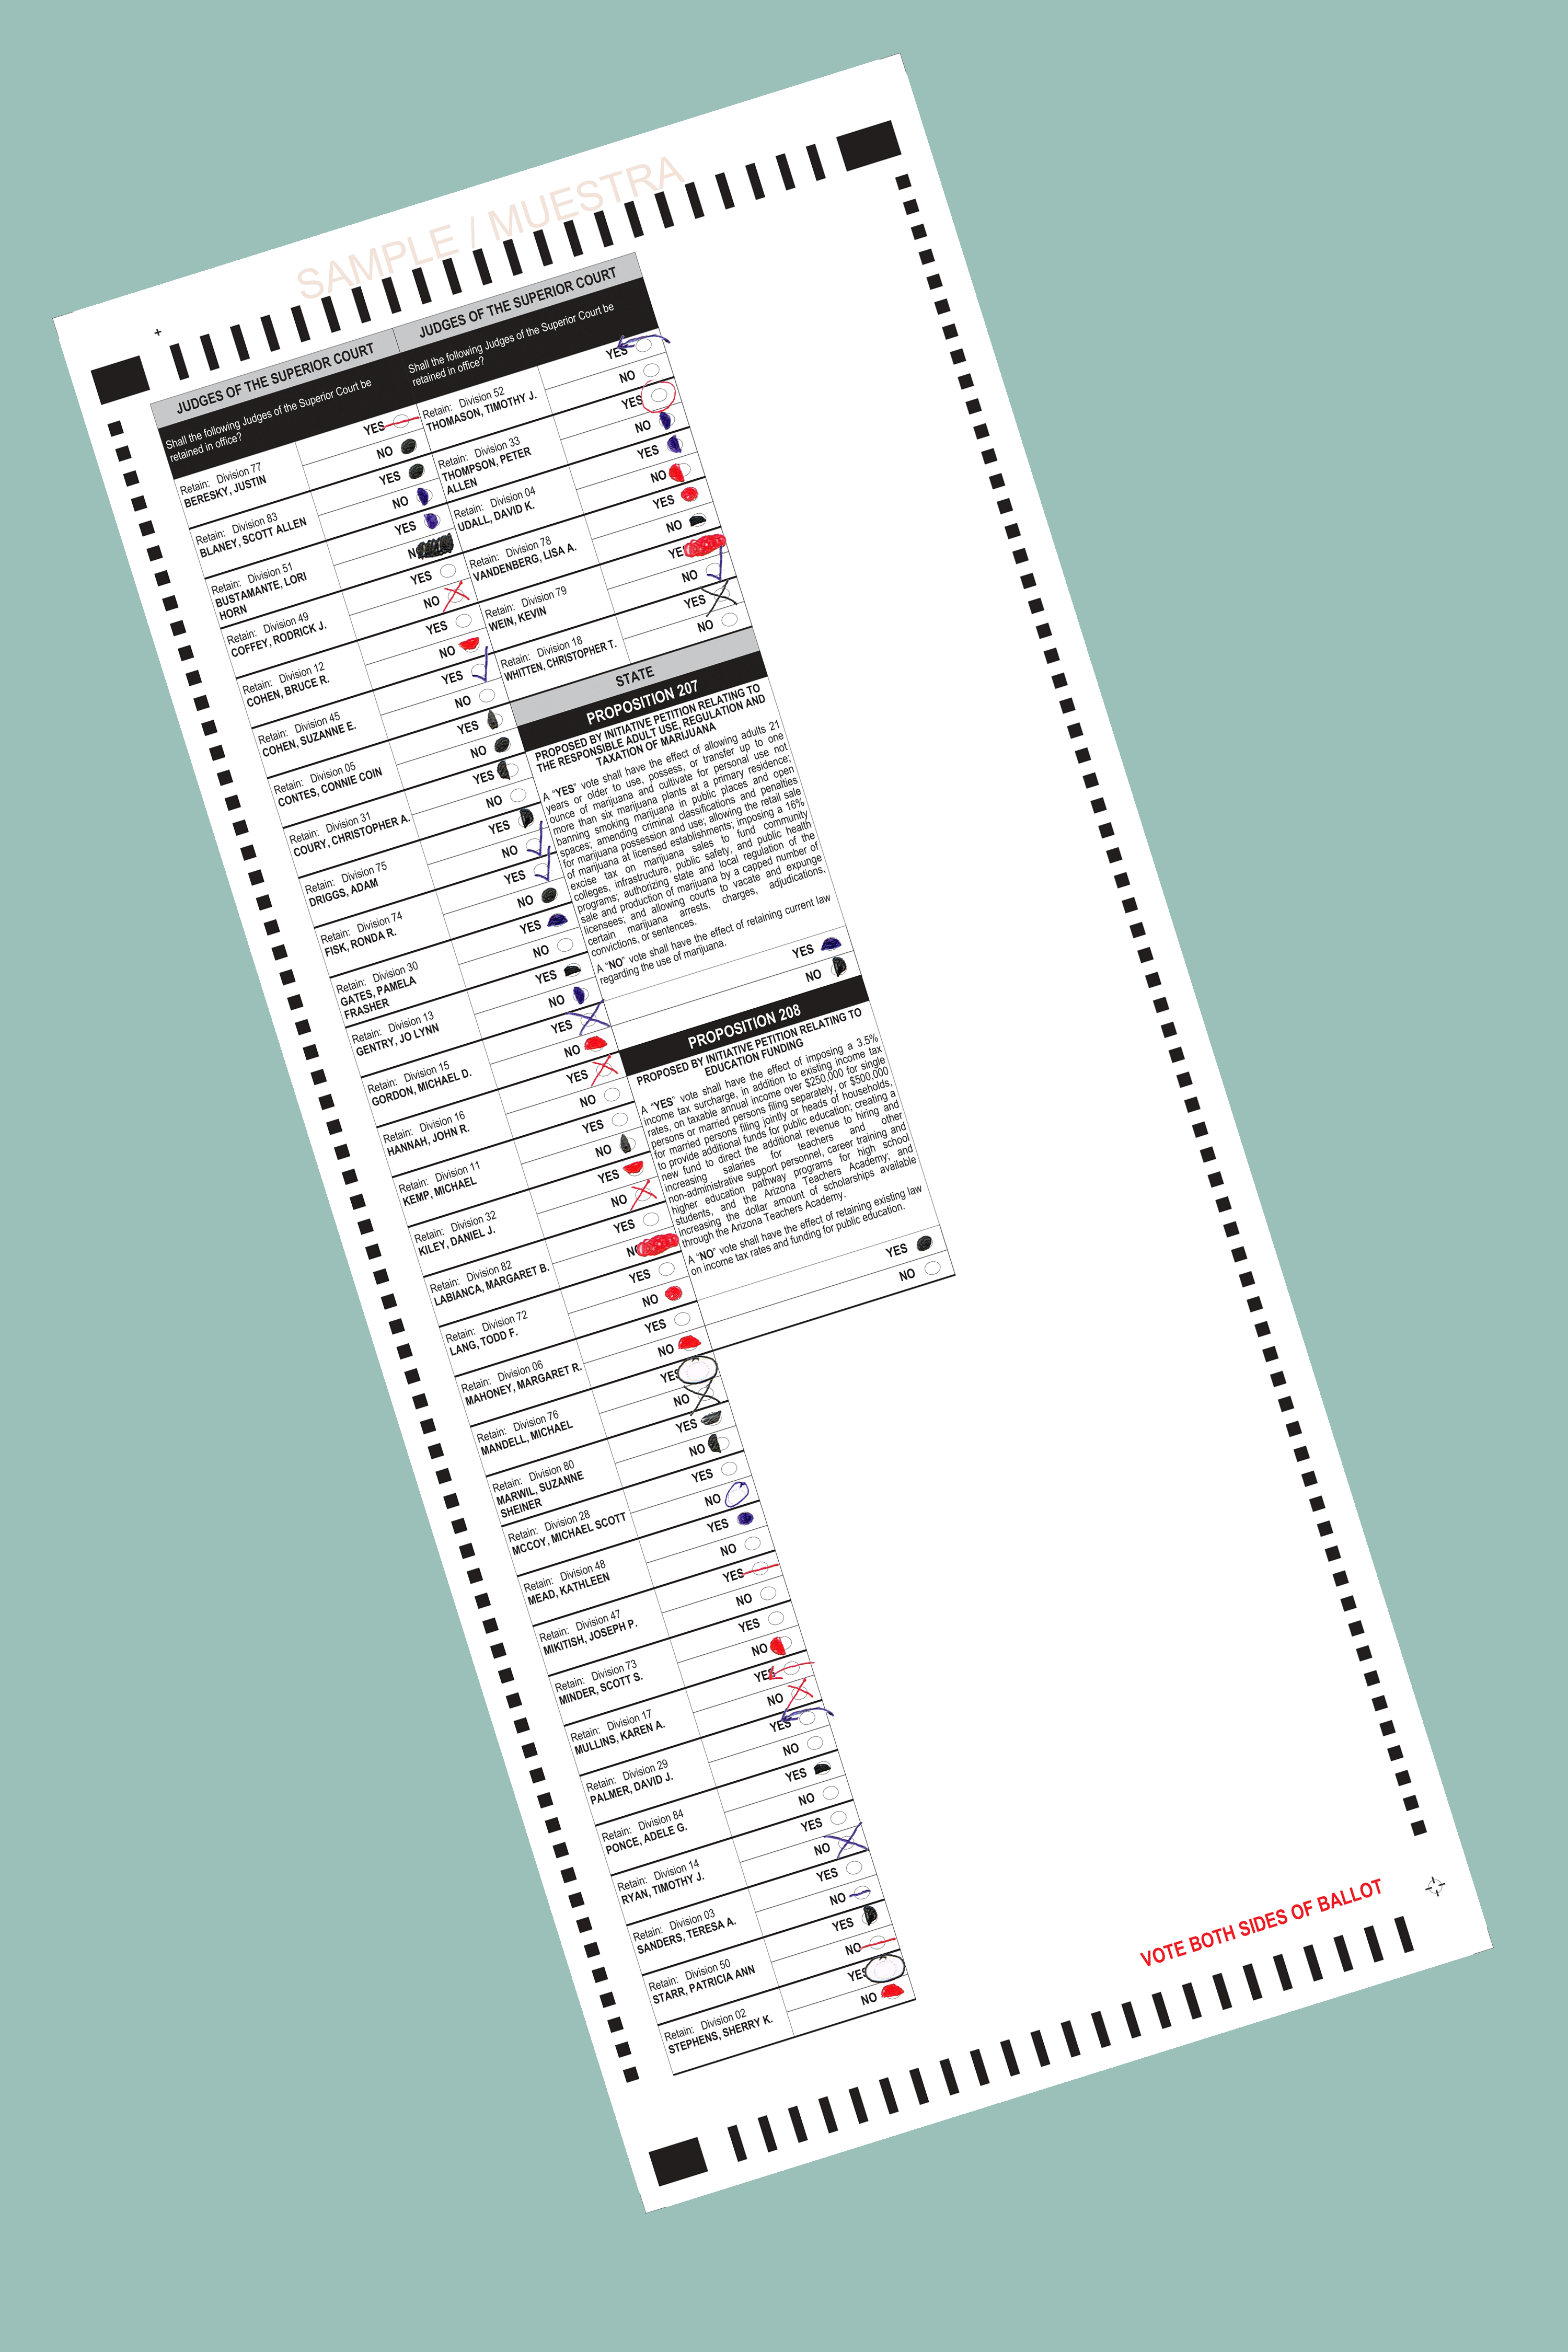 SAMPLE / MUESTRA
JUDGES OF THE SUPERIOR COURT
Shall the following Judges of the Superior Court be
retained in office?
Retain: Division 77
BERESKY, JUSTIN
YES
NO
Retain: Division 83
BLANEY, SCOTT ALLEN
YES
NO
Retain: Division 51
BUSTAMANTE, LORI
HORN
YES
Retain: Division 49
COFFEY, RODRICK J.
YES
NO
Retain: Division 12
COHEN, BRUCE R.
YES
NO
Retain: Division 45
COHEN, SUZANNE E.
YES
NO
Retain: Division 05
CONTES, CONNIE COIN
YES
NO
Retain: Division 31
COURY, CHRISTOPHER A.
YES
NO
Retain: Division 75
DRIGGS, ADAM
YES
NO
Retain: Division 74
FISK, RONDA R.
YES
NO
Retain: Division 30
GATES, PAMELA
FRASHER
YES
NO
Retain: Division 13
GENTRY, JO LYNN
YES
NO
Retain: Division 15
GORDON, MICHAEL D.
YES
NO
Retain: Division 16
HANNAH, JOHN R.
YES
NO
Retain: Division 11
KEMP, MICHAEL
YES
NO
Retain: Division 32
KILEY, DANIEL J.
YES
NO
Retain: Division 82
LABIANCA, MARGARET B.
YES
Retain: Division 72
LANG, TODD F.
YES
NO
Retain: Division 06
MAHONEY, MARGARET R.
YES
NO
Retain: Division 76
MANDELL, MICHAEL
YES
NO
Retain: Division 80
MARWIL, SUZANNE
SHEINER
YES
NO
Retain: Division 28
MCCOY, MICHAEL SCOTT
YES
NO
Retain: Division 48
MEAD, KATHLEEN
YES
NO
Retain: Division 47
MIKITISH, JOSEPH P.
YES
NO
Retain: Division 73
MINDER, SCOTT S.
YES
NO
Retain: Division 17
MULLINS, KAREN A.
YES
NO
Retain: Division 29
PALMER, DAVID J.
YES
NO
Retain: Division 84
PONCE, ADELE G.
YES
NO
Retain: Division 14
RYAN, TIMOTHY J.
YES
NO
Retain: Division 03
SANDERS, TERESA A.
YES
NO
Retain: Division 50
STARR, PATRICIA ANN
YES
NO
Retain: Division 02
STEPHENS, SHERRY K.
YES
NO
JUDGES OF THE SUPERIOR COURT
Shall the following Judges of the Superior Court be
retained in office?
Retain: Division 52
THOMASON, TIMOTHY J.
YES
NO
Retain: Division 33
THOMPSON, PETER
ALLEN
YES
NO
Retain: Division 04
UDALL, DAVID K.
YES
NO
Retain: Division 78
VANDENBERG, LISA A.
YES
NO
Retain: Division 79
WEIN, KEVIN
NO
Retain: Division 18
WHITTEN, CHRISTOPHER T.
YES
NO
STATE
PROPOSITION 207
PROPOSED BY INITIATIVE PETITION RELATING TO
THE RESPONSIBLE ADULT USE, REGULATION AND
TAXATION OF MARIJUANA
A “YES” vote shall have the effect of allowing adults 21
years or older to use, possess, or transfer up to one
ounce of marijuana and cultivate for personal use not
more than six marijuana plants at a primary residence;
banning smoking marijuana in public places and open
spaces; amending criminal classifications and penalties
for marijuana possession and use; allowing the retail sale
of marijuana at licensed establishments; imposing a 16%
excise tax on marijuana sales to fund community
colleges, infrastructure, public safety, and public health
programs; authorizing state and local regulation of the
sale and production of marijuana by a capped number of
licensees; and allowing courts to vacate and expunge
certain marijuana arrests, charges, adjudications,
convictions, or sentences.
A “NO” vote shall have the effect of retaining current law
regarding the use of marijuana.
YES
NO
PROPOSITION 208
PROPOSED BY INITIATIVE PETITION RELATING TO
EDUCATION FUNDING
A “YES” vote shall have the effect of imposing a 3.5%
income tax surcharge, in addition to existing income tax
rates, on taxable annual income over $250,000 for single
persons or married persons filing separately, or $500,000
for married persons filing jointly or heads of households,
to provide additional funds for public education; creating a
new fund to direct the additional revenue to hiring and
increasing salaries for teachers and other
non-administrative support personnel, career training and
higher education pathway programs for high school
students, and the Arizona Teachers Academy; and
increasing the dollar amount of scholarships available
through the Arizona Teachers Academy.
A “NO” vote shall have the effect of retaining existing law
on income tax rates and funding for public education.
YES
NO
VOTE BOTH SIDES OF BALLOT